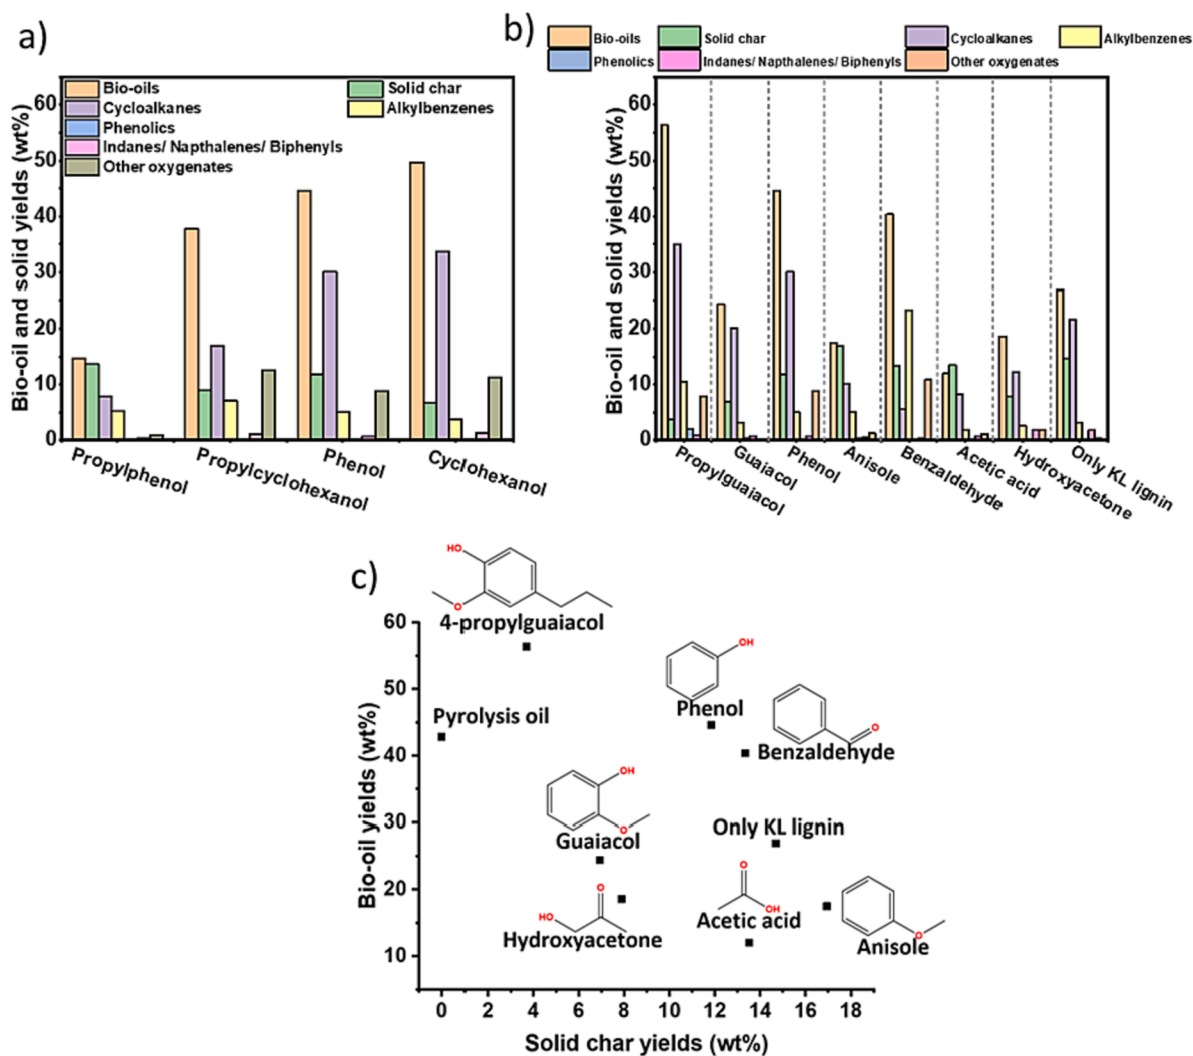 a)
Bio-oils
Solid char
Cycloalkanes
Alkylbenzenes
Phenolics
Indanes/ Napthalenes/ Biphenyls
Other oxygenates
Bio-oil and solid yields (wt%)
60
50
40
30
20
10
0
Propylphenol
Propylcyclohexanol
Phenol
Cyclohexanol
b)
Bio-oils
Solid char
Cycloalkanes
Alkylbenzenes
Phenolics
Indanes/ Napthalenes/ Biphenyls
Other oxygenates
Bio-oil and solid yields (wt%)
60
50
40
30
20
10
0
Propylguaiacol
Guaiacol
Phenol
Anisole
Benzaldehyde
Acetic acid
Hydroxyacetone
Only KL lignin
c)
HO
O
4-propylguaiacol
OH
Phenol
Pyrolysis oil
O
Benzaldehyde
OH
O
Guaiacol
Only KL lignin
O
HO
Hydroxyacetone
O
OH
Acetic acid
O
Anisole
Bio-oil yields (wt%)
60
50
40
30
20
10
0 2 4 6 8 10 12 14 16 18
Solid char yields (wt%)